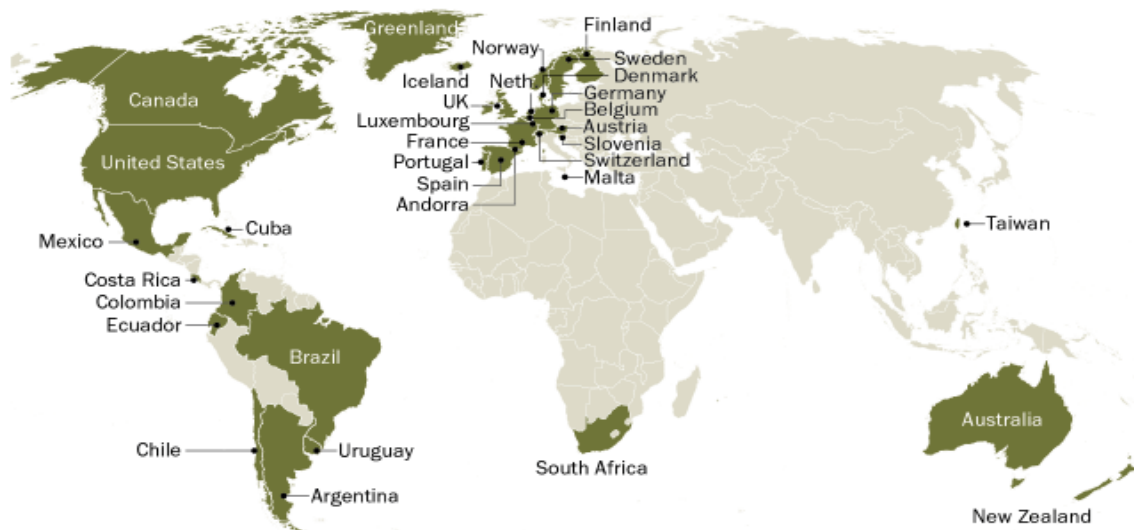 Greenland
Canada
United States
Mexico
Cuba
Costa Rica
Colombia
Ecuador
Brazil
Chile
Uruguay
Argentina
Finland
Norway
Sweden
Iceland
Neth
Denmark
UK
Germany
Luxembourg
Belgium
France
Austria
Portugal
Slovenia
Spain
Switzerland
Andorra
Malta
Taiwan
South Africa
Australia
New Zealand